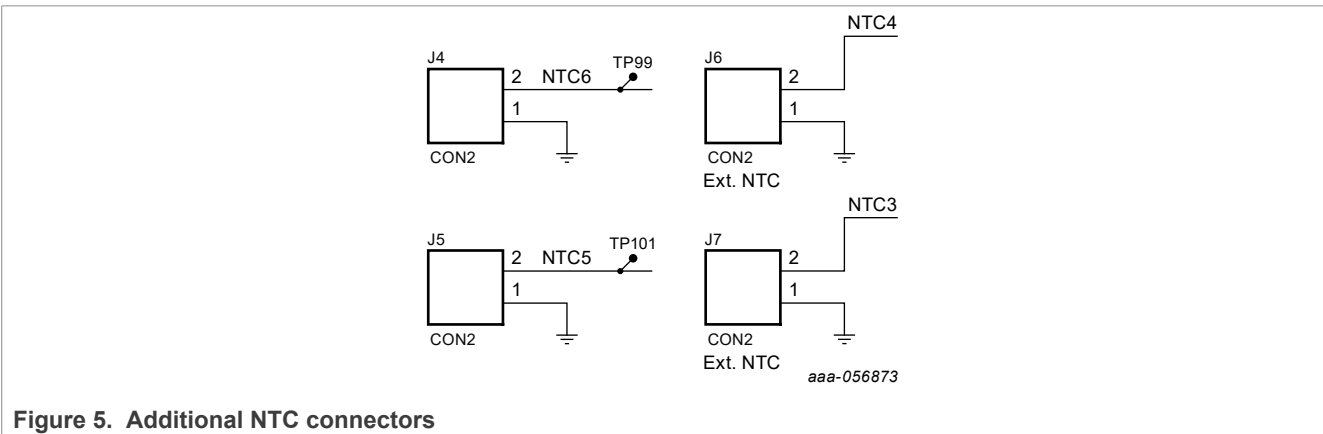 J4
2 NTC6 TP99
1
CON2
J6
NTC4
2
1
CON2
Ext. NTC
J5
2 NTC5 TP101
1
CON2
J7
NTC3
2
1
CON2
Ext. NTC
aaa-056873
Figure 5. Additional NTC connectors